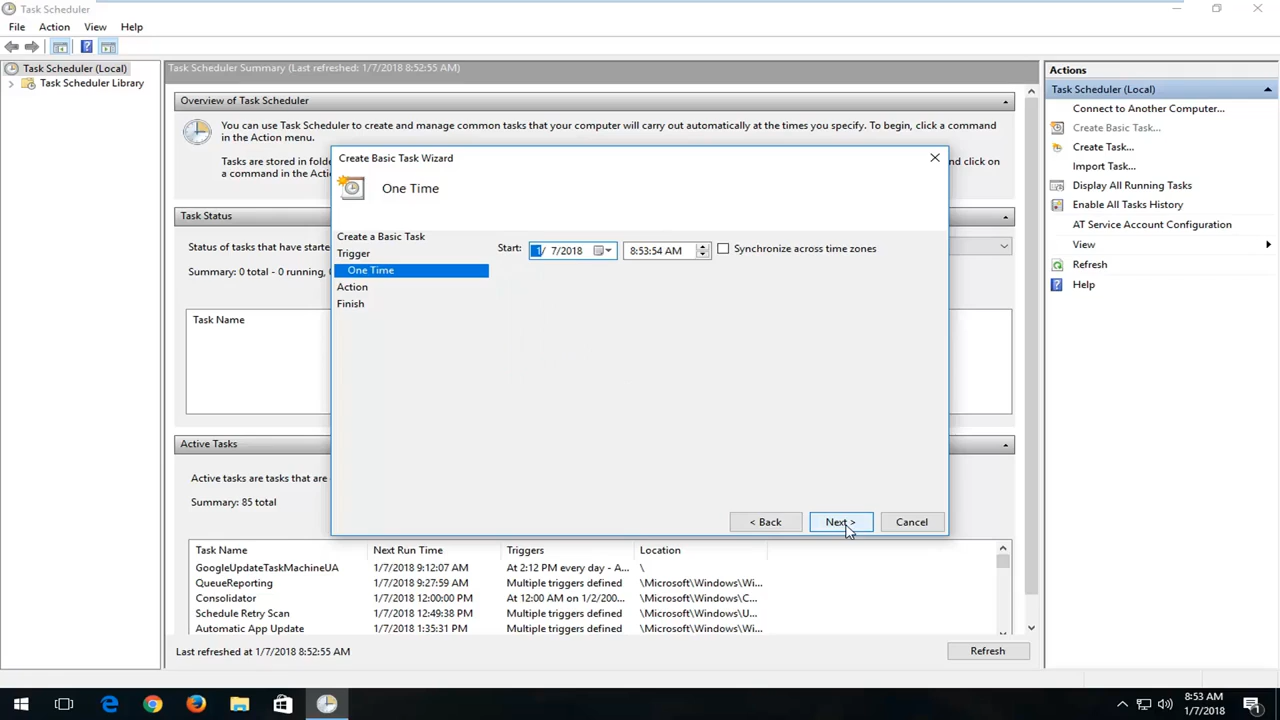 Task Scheduler
File Action View Help
Task Scheduler (Local)
Task Scheduler Library
Task Scheduler Summary (Last refreshed: 1/7/2018 8:52:55 AM)
Overview of Task Scheduler
You can use Task Scheduler to create and manage common tasks that your computer will carry out automatically at the times you specify. To begin, click a command
in the Action menu.
Tasks are stored in folde
and click on
a command in the Actio
Task Status
Status of tasks that have starte
Summary: 0 total - 0 running, 0
Task Name
Active Tasks
Active tasks are tasks that are
Summary: 85 total
Task Name Next Run Time Triggers Location
GoogleUpdateTaskMachineUA 1/7/2018 9:12:07 AM At 2:12 PM every day - A... \
QueueReporting 1/7/2018 9:27:59 AM Multiple triggers defined \Microsoft\Windows\Wi...
Consolidator 1/7/2018 12:00:00 PM At 12:00 AM on 1/2/200... \Microsoft\Windows\C...
Schedule Retry Scan 1/7/2018 12:49:38 PM Multiple triggers defined \Microsoft\Windows\U...
Automatic App Update 1/7/2018 1:35:31 PM Multiple triggers defined \Microsoft\Windows\Wi...
Last refreshed at 1/7/2018 8:52:55 AM
Refresh
Create Basic Task Wizard
One Time
Create a Basic Task
Trigger
One Time
Action
Finish
Start: 1/ 7/2018 8:53:54 AM Synchronize across time zones
< Back Next > Cancel
Actions
Task Scheduler (Local)
Connect to Another Computer...
Create Basic Task...
Create Task...
Import Task...
Display All Running Tasks
Enable All Tasks History
AT Service Account Configuration
View
Refresh
Help
8:53 AM
1/7/2018
1